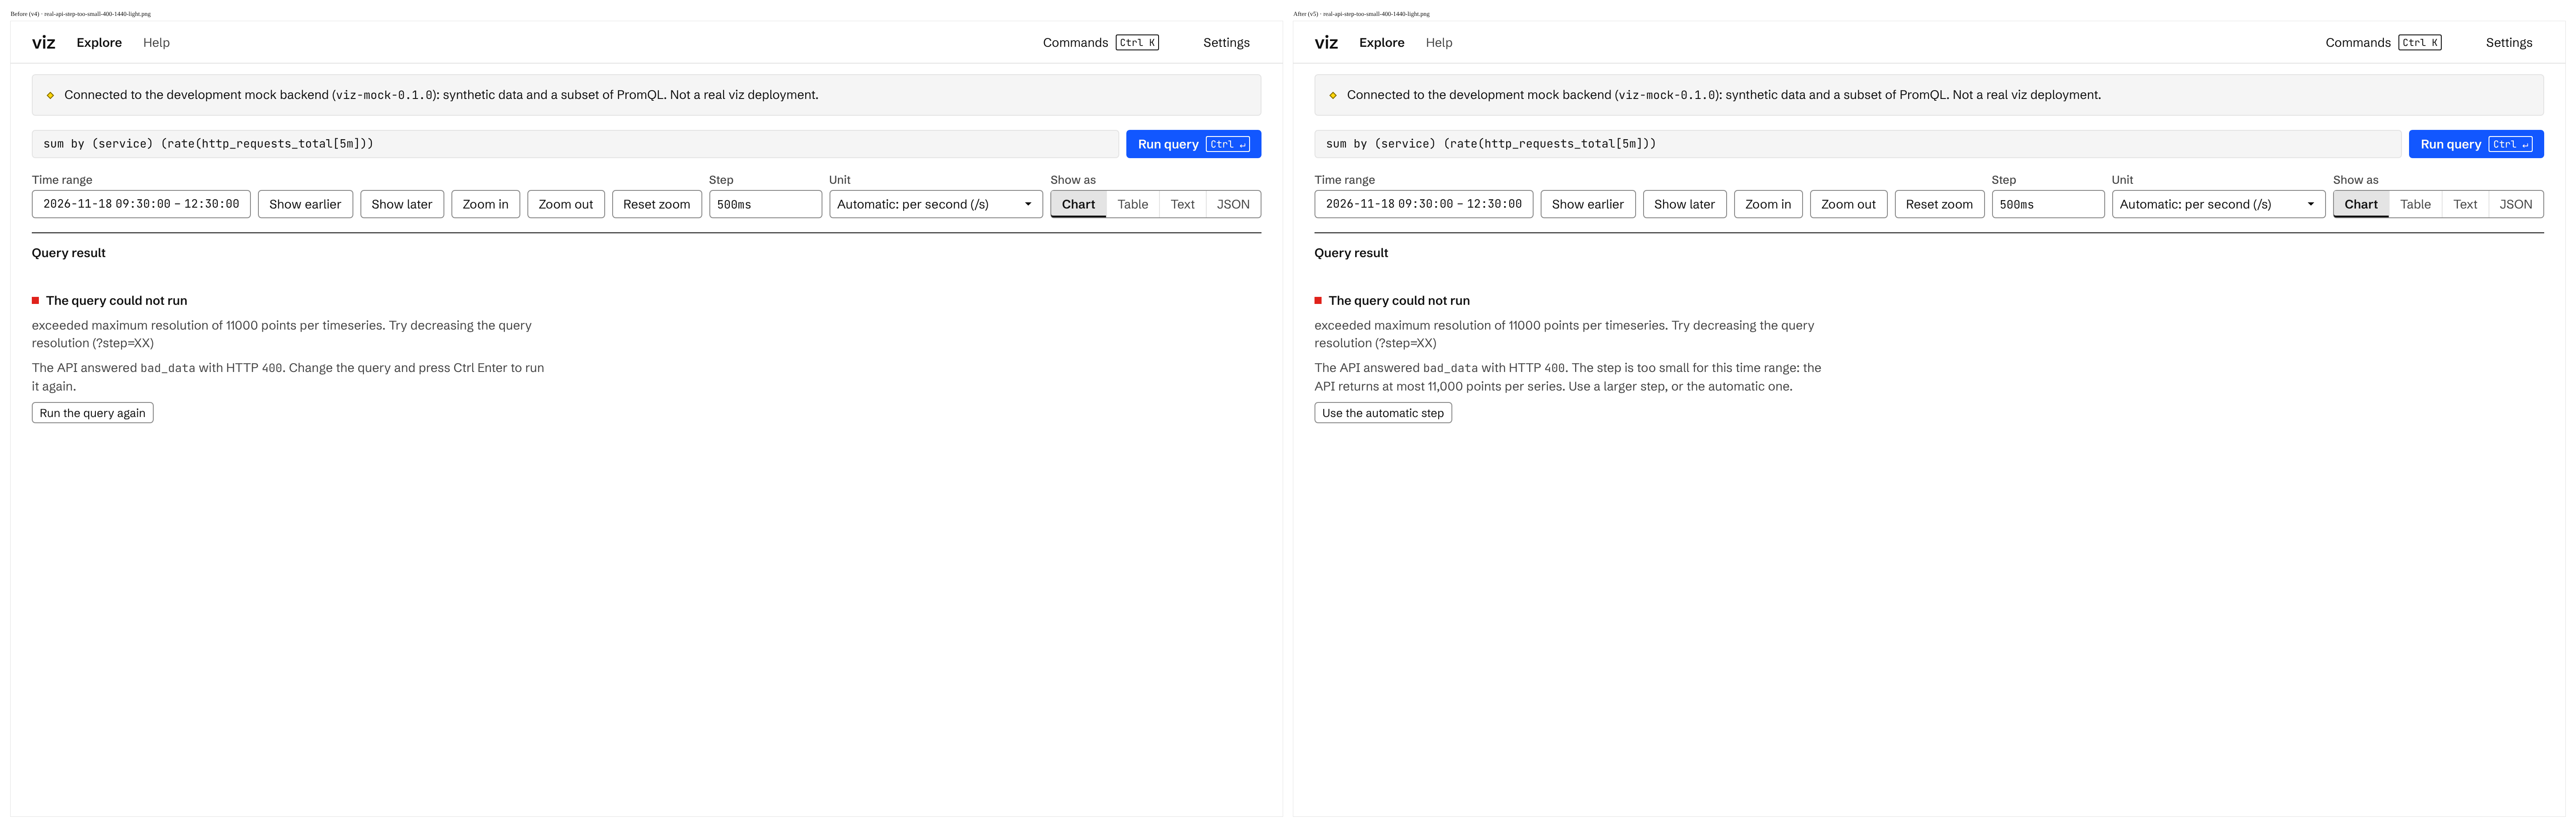 Before (v4) · real-api-step-too-small-400-1440-light.png
viz Explore Help Commands Ctrl K Settings
Connected to the development mock backend (viz-mock-0.1.0): synthetic data and a subset of PromQL. Not a real viz deployment.
sum by (service) (rate(http_requests_total[5m])) Run query Ctrl ↵
Time range Step Unit Show as
2026-11-18 09:30:00 – 12:30:00 Show earlier Show later Zoom in Zoom out Reset zoom 500ms Automatic: per second (/s) Chart Table Text JSON
Query result
The query could not run
exceeded maximum resolution of 11000 points per timeseries. Try decreasing the query
resolution (?step=XX)
The API answered bad_data with HTTP 400. Change the query and press Ctrl Enter to run
it again.
Run the query again
After (v5) · real-api-step-too-small-400-1440-light.png
viz Explore Help Commands Ctrl K Settings
Connected to the development mock backend (viz-mock-0.1.0): synthetic data and a subset of PromQL. Not a real viz deployment.
sum by (service) (rate(http_requests_total[5m])) Run query Ctrl ↵
Time range Step Unit Show as
2026-11-18 09:30:00 – 12:30:00 Show earlier Show later Zoom in Zoom out Reset zoom 500ms Automatic: per second (/s) Chart Table Text JSON
Query result
The query could not run
exceeded maximum resolution of 11000 points per timeseries. Try decreasing the query
resolution (?step=XX)
The API answered bad_data with HTTP 400. The step is too small for this time range: the
API returns at most 11,000 points per series. Use a larger step, or the automatic one.
Use the automatic step